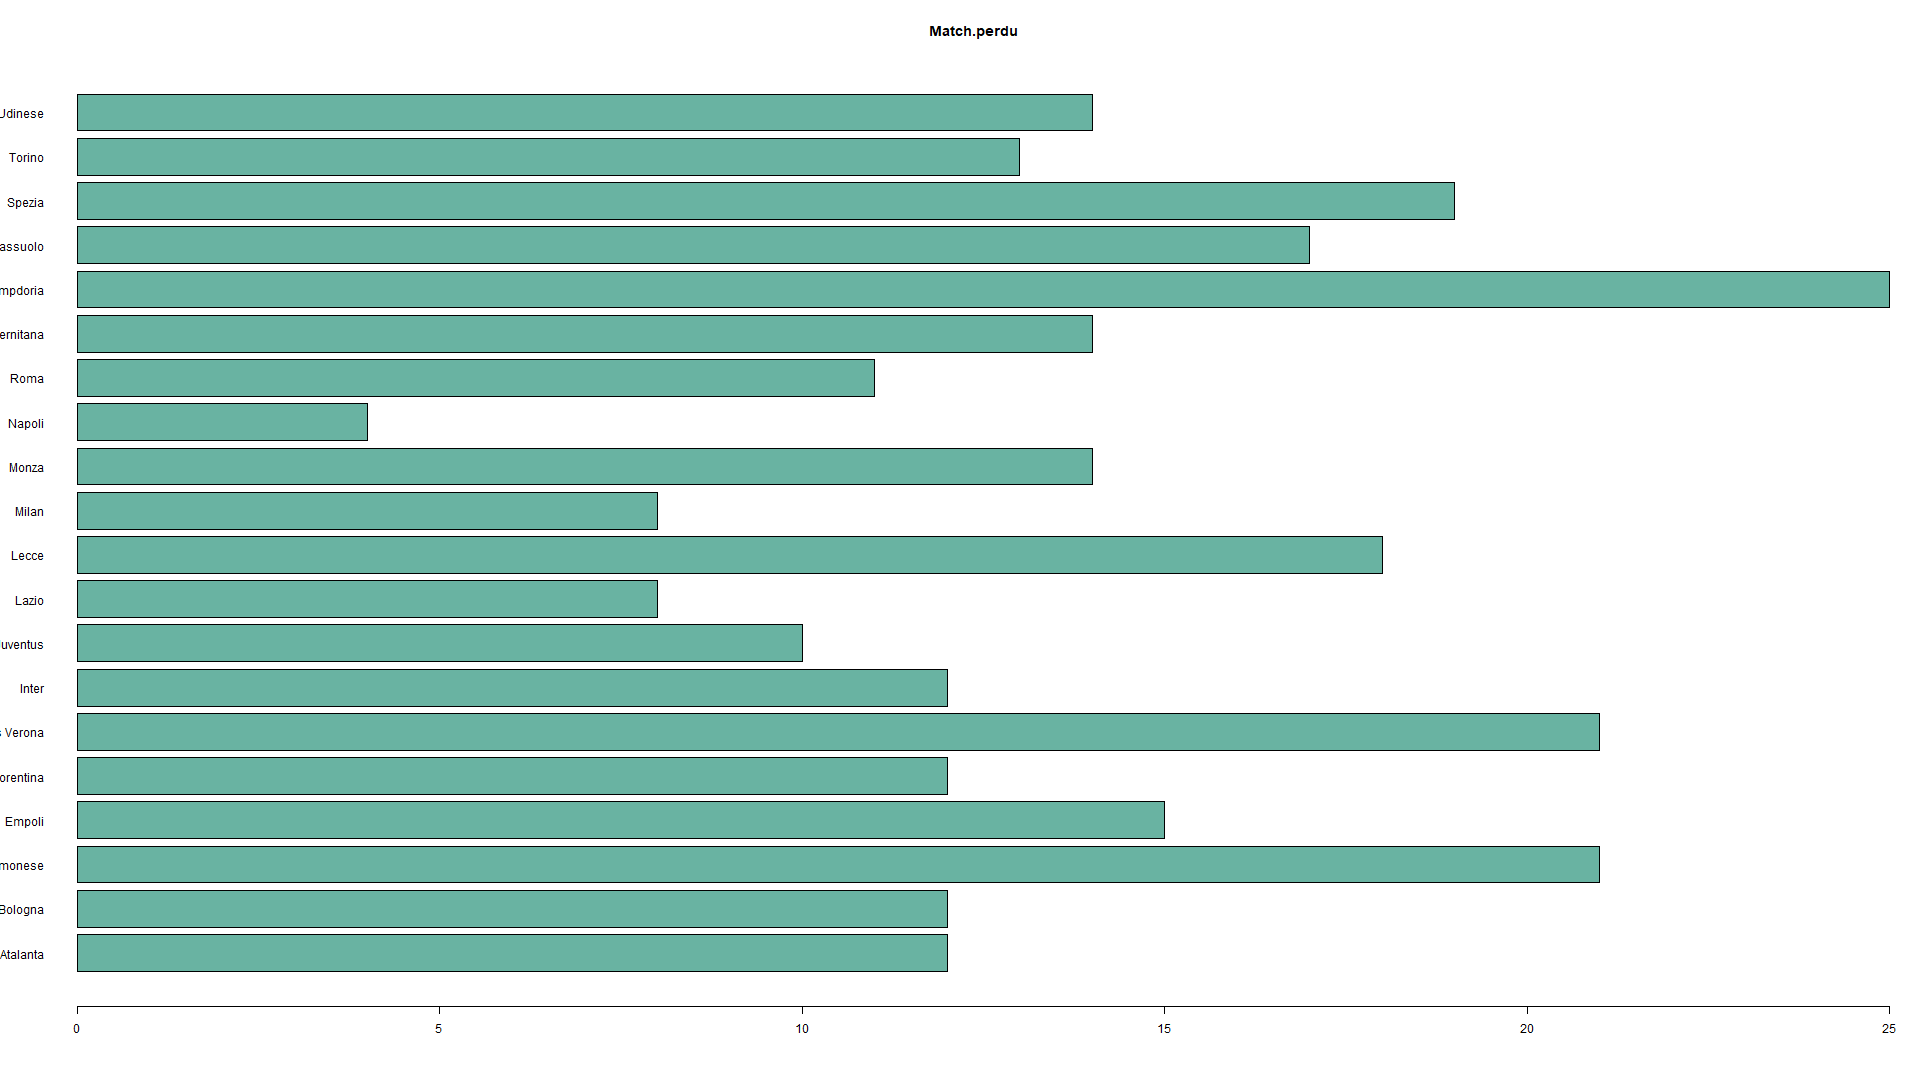 Match.perdu
Udinese
Torino
Spezia
assuolo
mpdoria
ernitana
Roma
Napoli
Monza
Milan
Lecce
Lazio
uventus
Inter
s Verona
orentina
Empoli
monese
Bologna
Atalanta
0 5 10 15 20 25